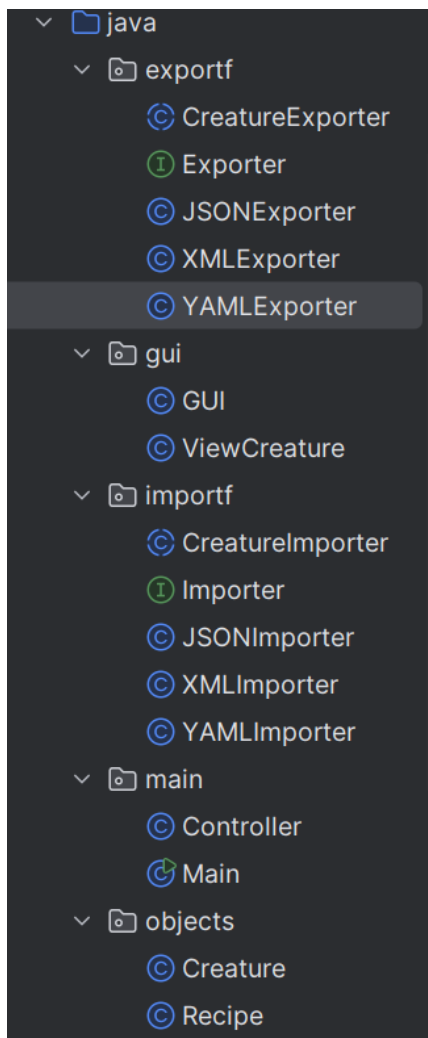 java
exportf
CreatureExporter
Exporter
JSONExporter
XMLExporter
YAMLExporter
gui
GUI
ViewCreature
importf
CreatureImporter
Importer
JSONImporter
XMLImporter
YAMLImporter
main
Controller
Main
objects
Creature
Recipe